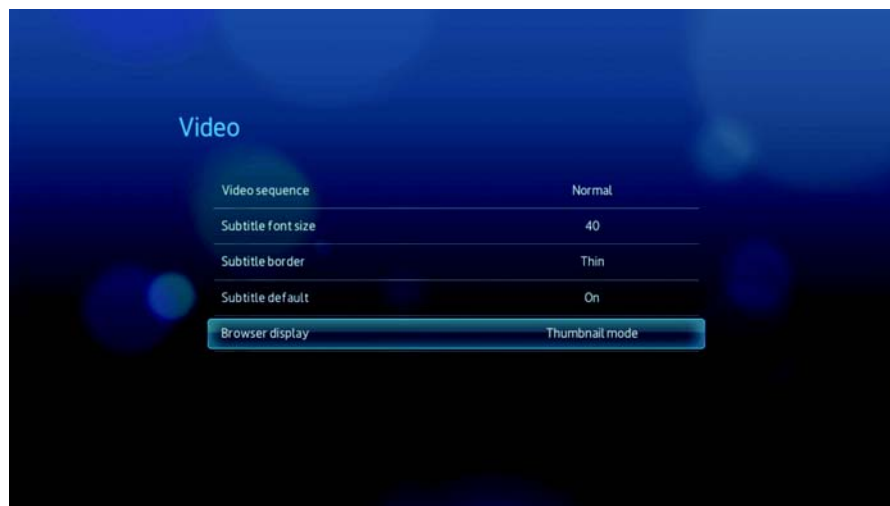 Video
Video sequence Normal
Subtitle font size 40
Subtitle border Thin
Subtitle default On
Browser display Thumbnail mode